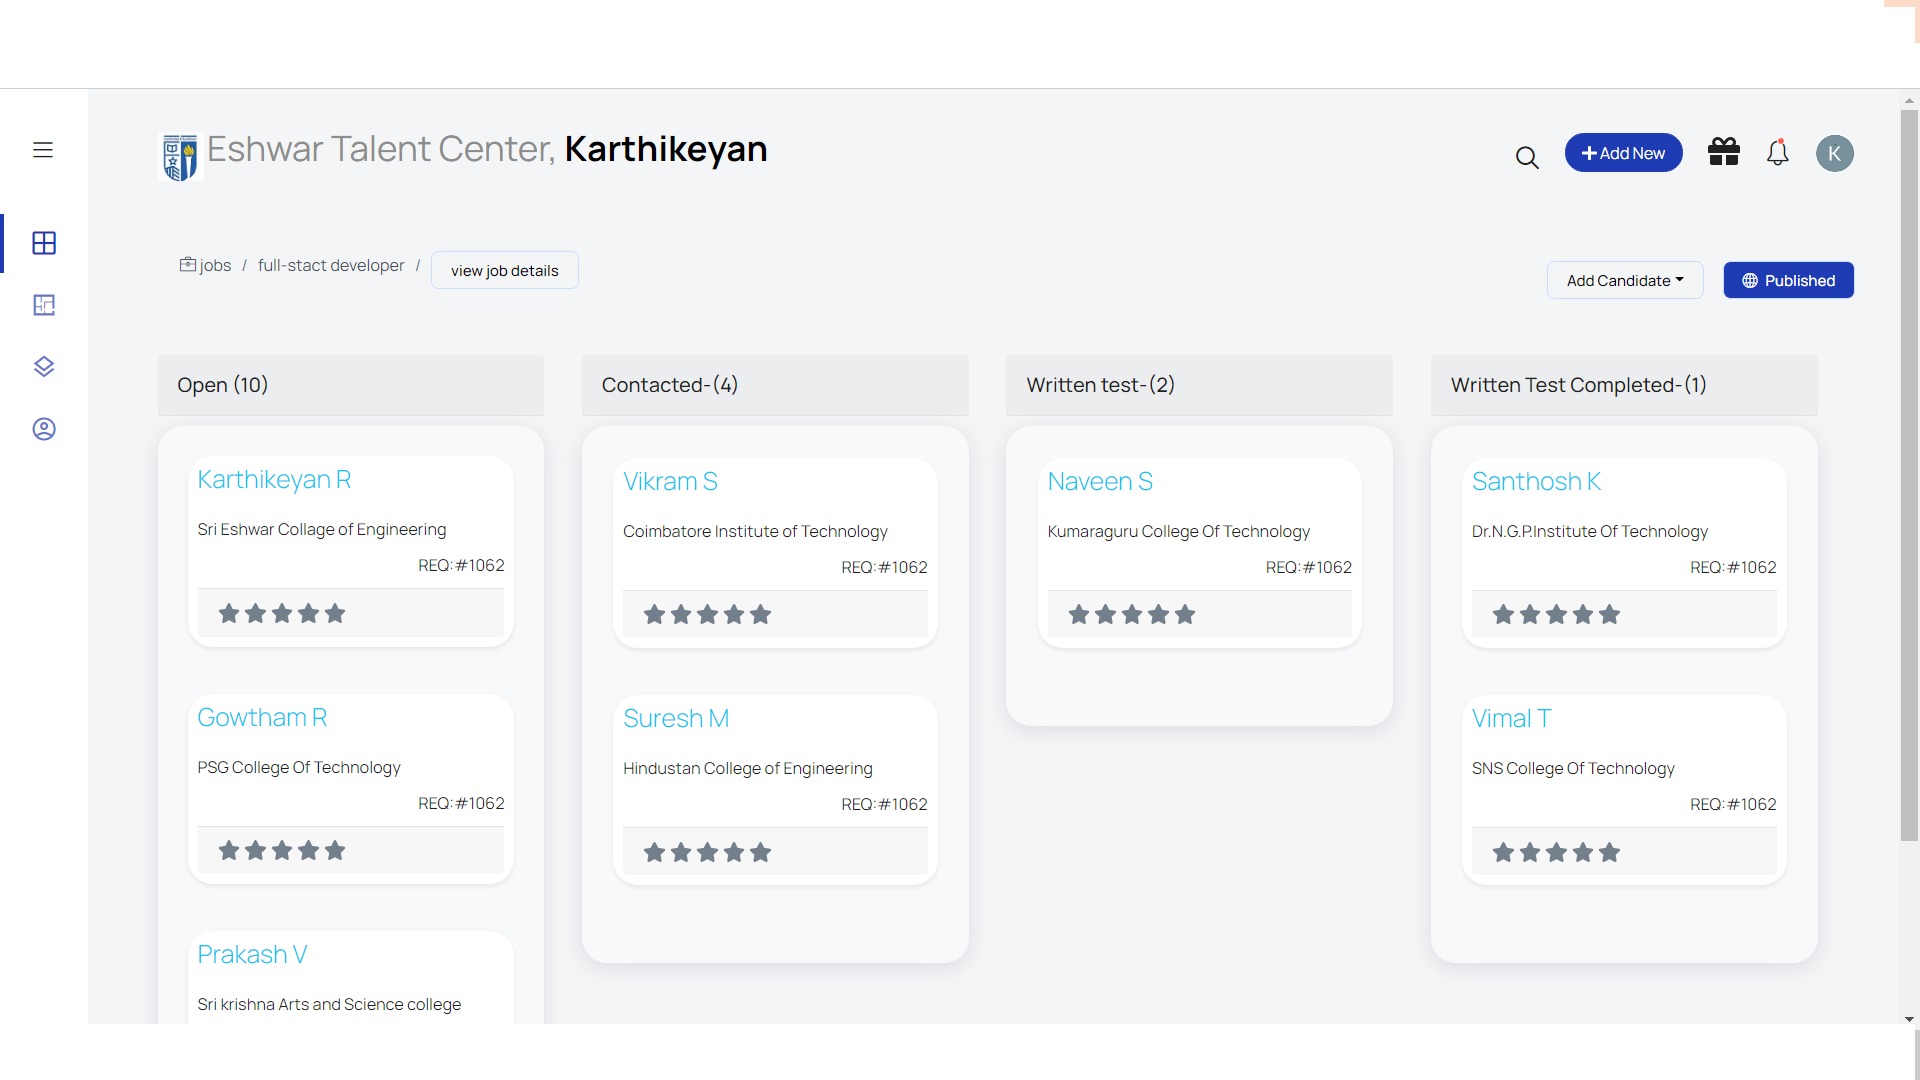 Eshwar Talent Center, Karthikeyan
Add New
K
jobs / full-stact developer / view job details
Add Candidate
Published
Open (10)
Karthikeyan R
Sri Eshwar Collage of Engineering
REQ:#1062
Gowtham R
PSG College Of Technology
REQ:#1062
Prakash V
Sri krishna Arts and Science college
Contacted-(4)
Vikram S
Coimbatore Institute of Technology
REQ:#1062
Suresh M
Hindustan College of Engineering
REQ:#1062
Written test-(2)
Naveen S
Kumaraguru College Of Technology
REQ:#1062
Written Test Completed-(1)
Santhosh K
Dr.N.G.P.Institute Of Technology
REQ:#1062
Vimal T
SNS College Of Technology
REQ:#1062